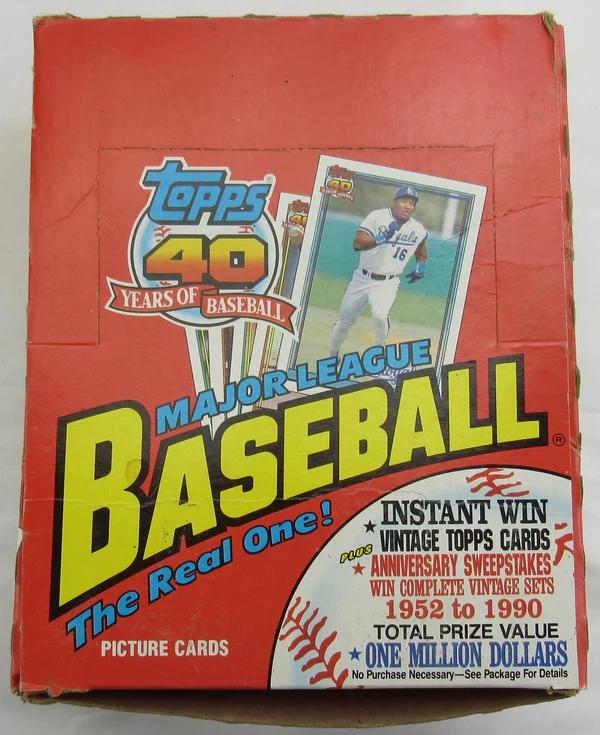 TOPPS®
40
YEARS OF BASEBALL
TOPPS
40
Royals
16
MAJOR LEAGUE
BASEBALL®
The Real One!
PICTURE CARDS
★ INSTANT WIN
VINTAGE TOPPS CARDS
PLUS
★ ANNIVERSARY SWEEPSTAKES
WIN COMPLETE VINTAGE SETS
1952 to 1990
TOTAL PRIZE VALUE
★ ONE MILLION DOLLARS
No Purchase Necessary—See Package For Details